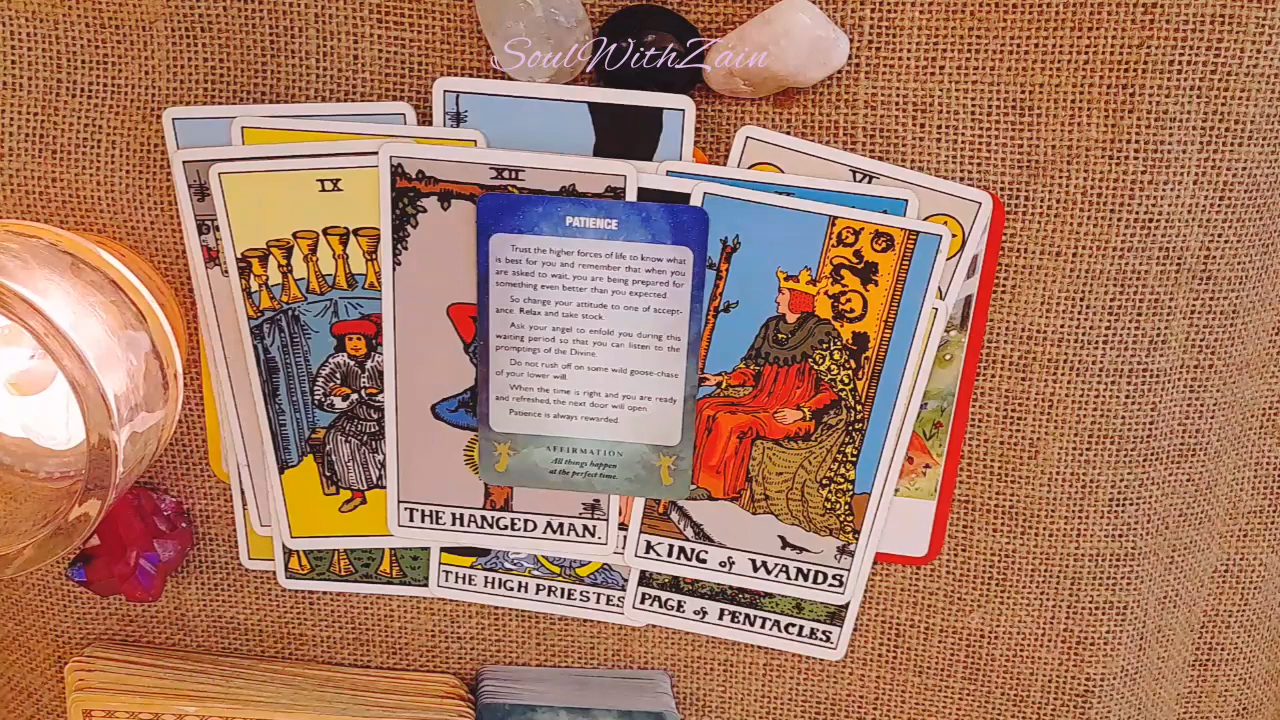 SoulWithZain
VI
IX
XII
PATIENCE
Trust the higher forces of life to know what
is best for you and remember that when you
are asked to wait, you are being prepared for
something even better than you expected.
So change your attitude to one of accept-
ance. Relax and take stock.
Ask your angel to enfold you during this
waiting period so that you can listen to the
promptings of the Divine.
Do not rush off on some wild goose-chase
of your lower will.
When the time is right and you are ready
and refreshed, the next door will open.
Patience is always rewarded.
AFFIRMATION
All things happen
at the perfect time.
THE HANGED MAN.
KING of WANDS
THE HIGH PRIESTES
PAGE of PENTACLES.